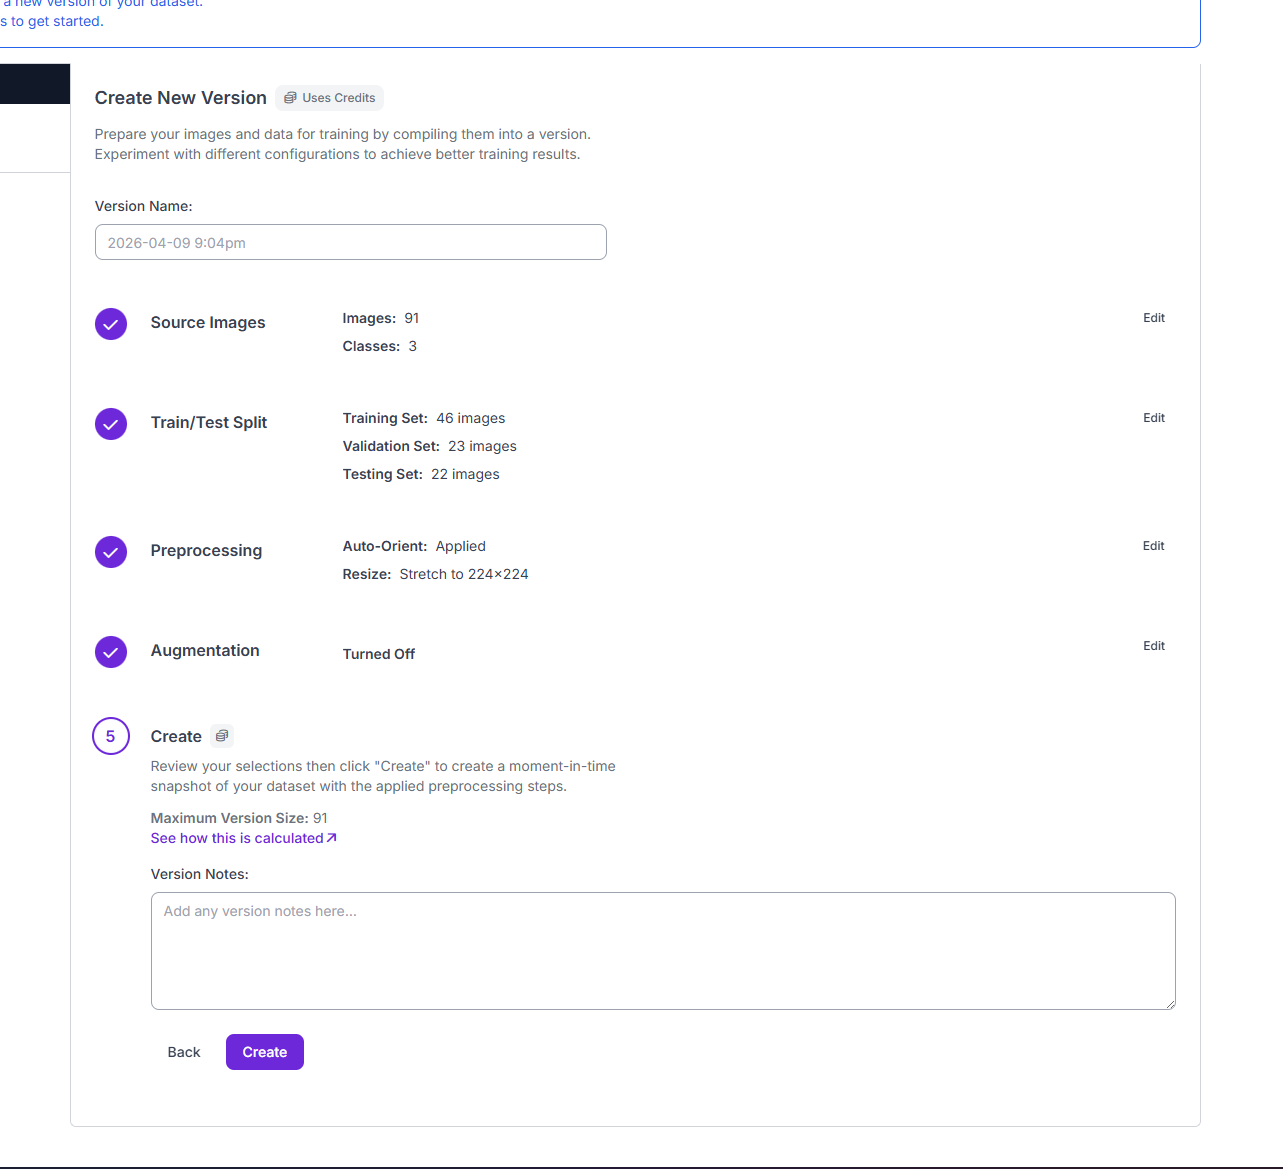 a new version of your dataset.
s to get started.
Create New Version Uses Credits
Prepare your images and data for training by compiling them into a version.
Experiment with different configurations to achieve better training results.
Version Name:
2026-04-09 9:04pm
Source Images
Images: 91
Classes: 3
Edit
Train/Test Split
Training Set: 46 images
Validation Set: 23 images
Testing Set: 22 images
Edit
Preprocessing
Auto-Orient: Applied
Resize: Stretch to 224×224
Edit
Augmentation
Turned Off
Edit
5 Create
Review your selections then click "Create" to create a moment-in-time
snapshot of your dataset with the applied preprocessing steps.
Maximum Version Size: 91
See how this is calculated
Version Notes:
Add any version notes here...
Back Create